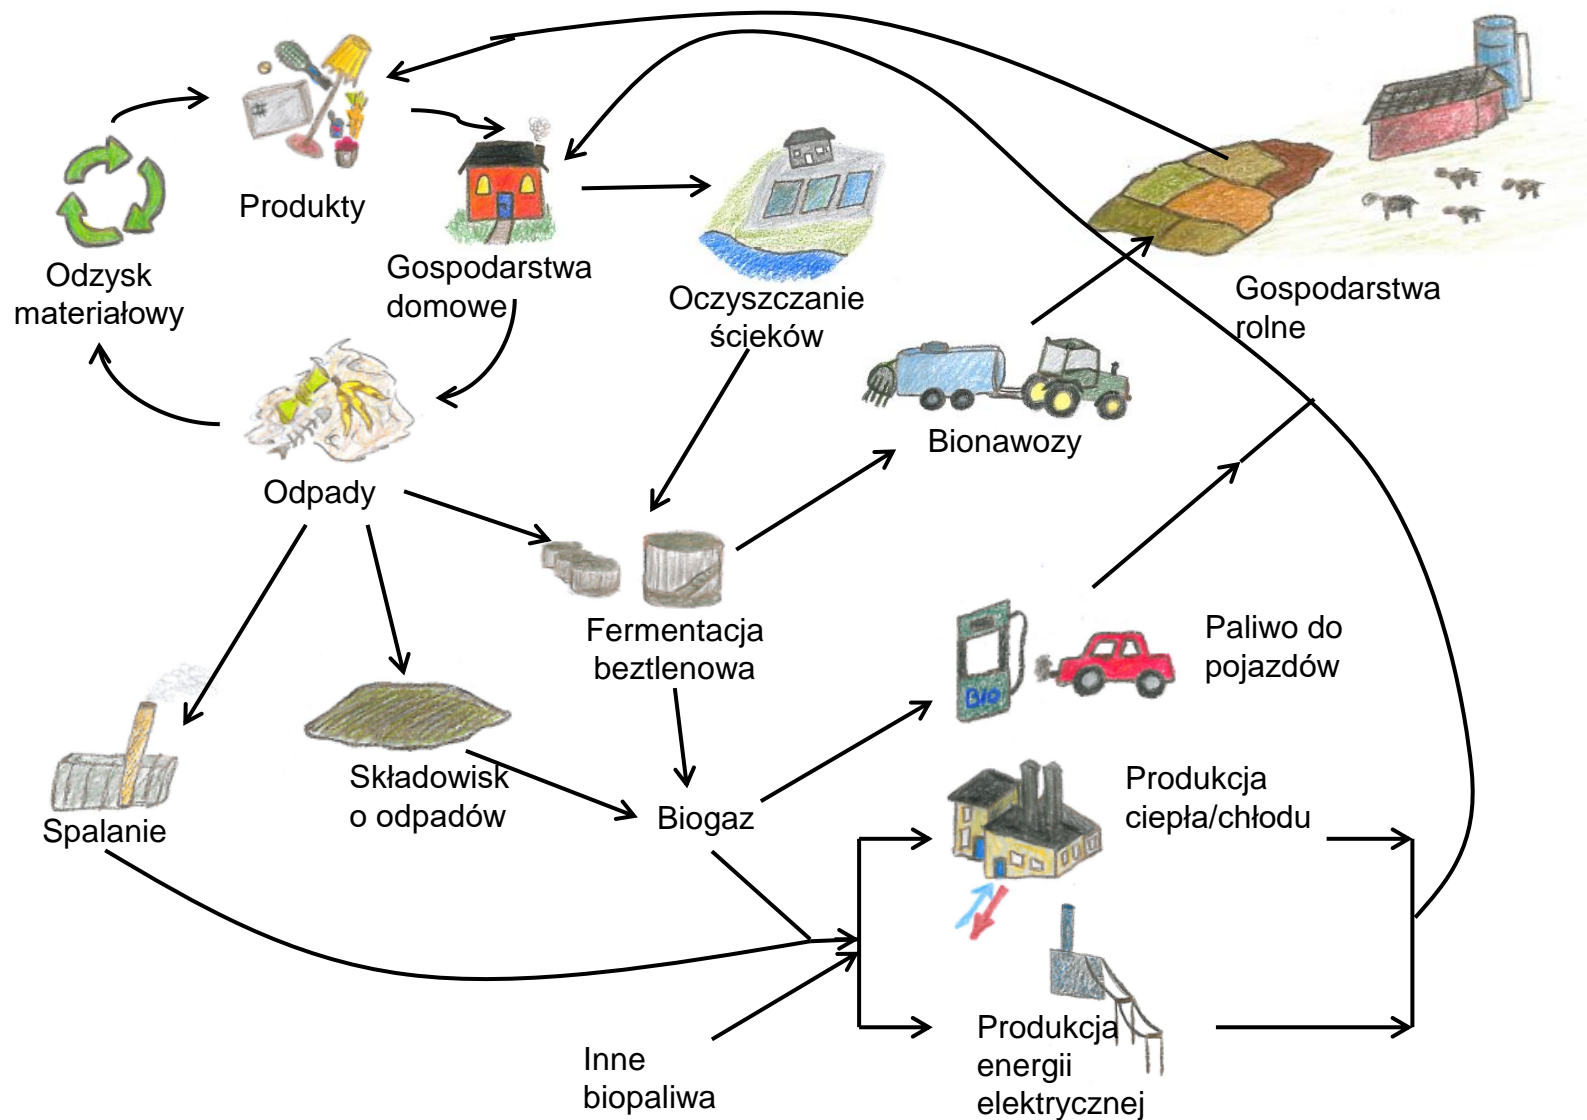 Produkty
Odzysk
materiałowy
Gospodarstwa
domowe
Oczyszczanie
ścieków
Gospodarstwa
rolne
Bionawozy
Odpady
Fermentacja
beztlenowa
BIO
Paliwo do
pojazdów
Składowisk
o odpadów
Spalanie
Biogaz
Produkcja
ciepła/chłodu
Inne
biopaliwa
Produkcja
energii
elektrycznej